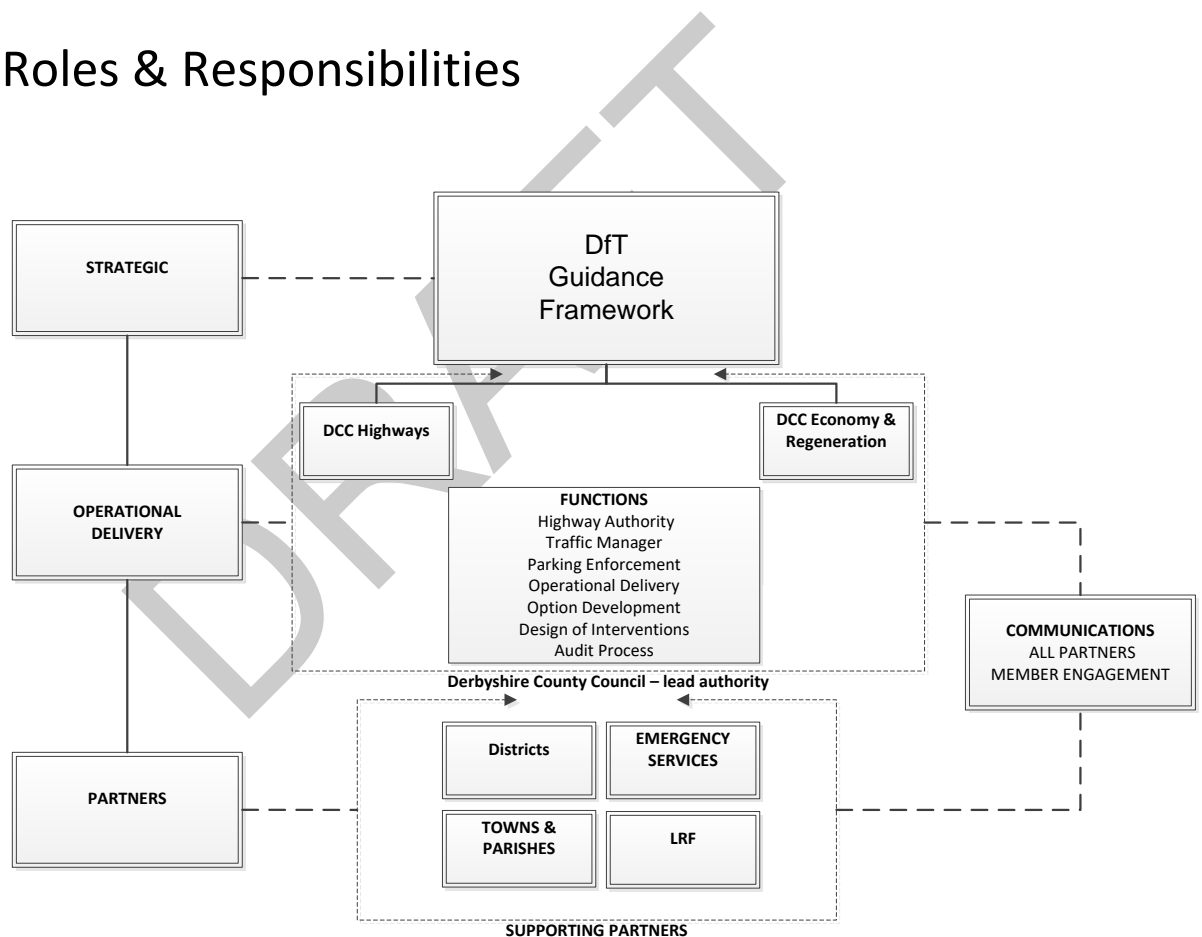 Roles & Responsibilities
DRAFT
STRATEGIC
DfT
Guidance
Framework
DCC Highways
DCC Economy &
Regeneration
OPERATIONAL
DELIVERY
FUNCTIONS
Highway Authority
Traffic Manager
Parking Enforcement
Operational Delivery
Option Development
Design of Interventions
Audit Process
COMMUNICATIONS
ALL PARTNERS
MEMBER ENGAGEMENT
Derbyshire County Council – lead authority
PARTNERS
Districts
EMERGENCY
SERVICES
TOWNS &
PARISHES
LRF
SUPPORTING PARTNERS